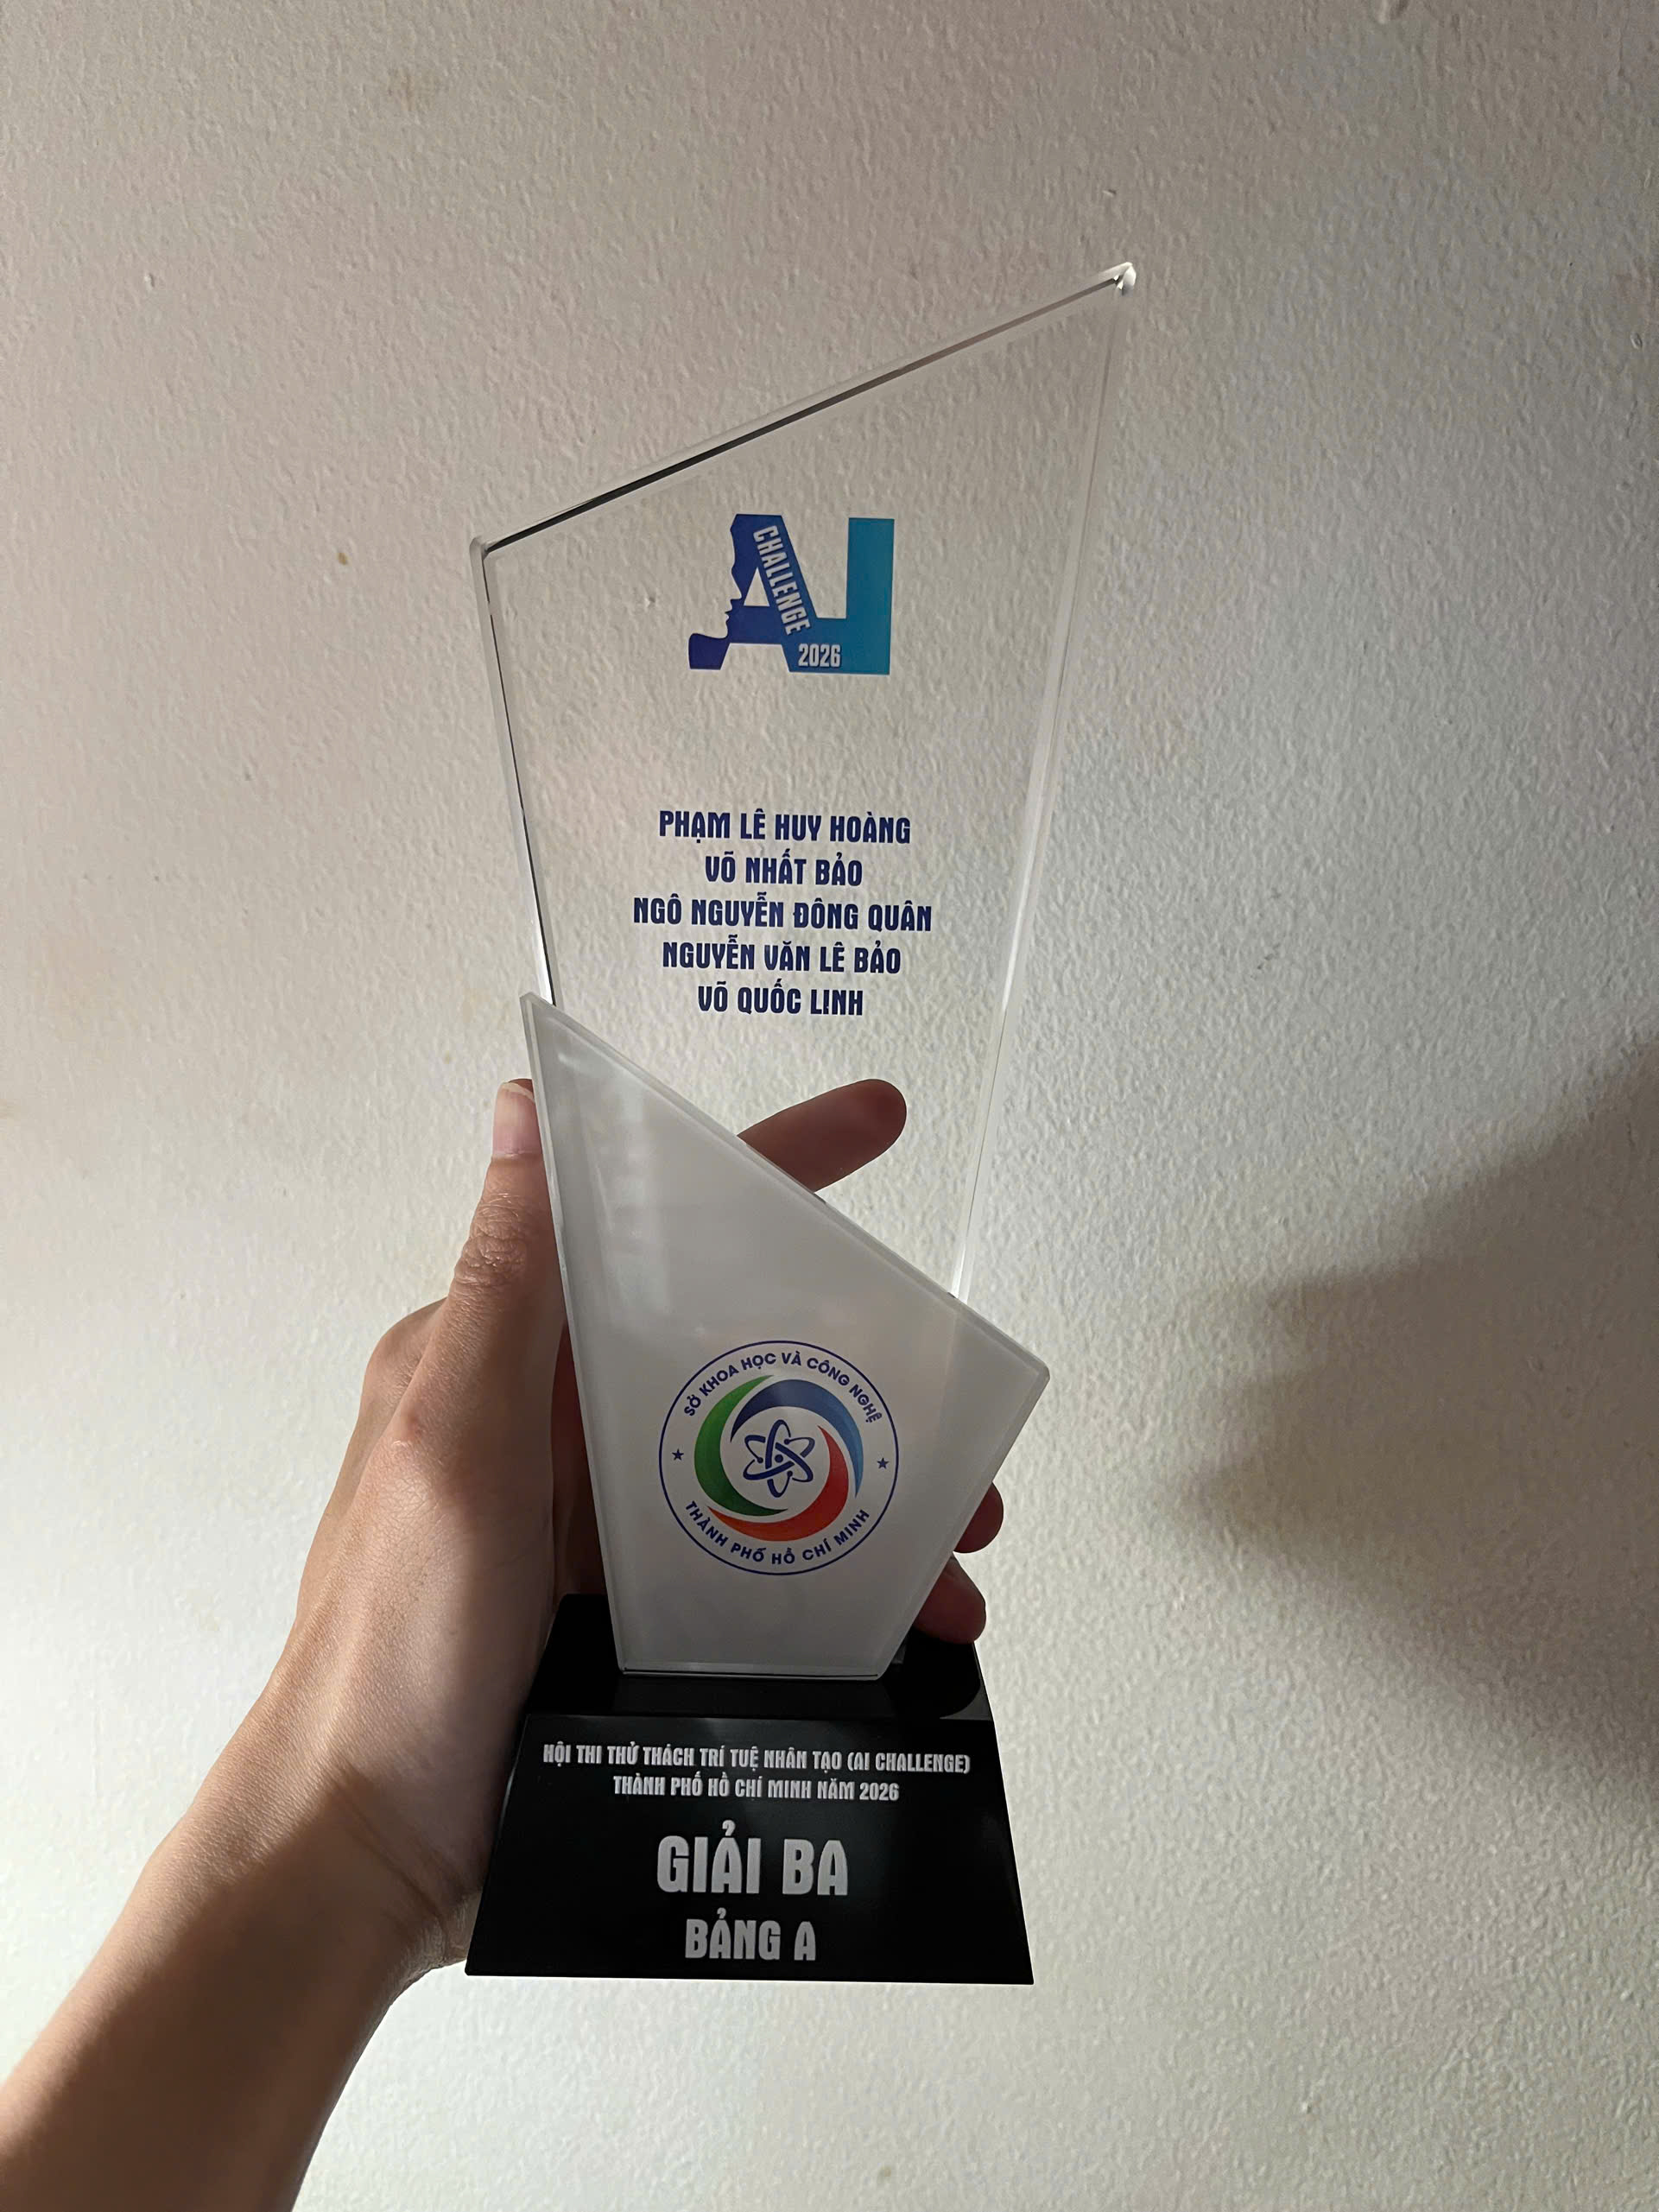 CHALLENGE
AI
2026
PHẠM LÊ HUY HOÀNG
VÕ NHẤT BẢO
NGÔ NGUYỄN ĐÔNG QUÂN
NGUYỄN VĂN LÊ BẢO
VÕ QUỐC LINH
SỞ KHOA HỌC VÀ CÔNG NGHỆ
THÀNH PHỐ HỒ CHÍ MINH
HỘI THI THỬ THÁCH TRÍ TUỆ NHÂN TẠO (AI CHALLENGE)
THÀNH PHỐ HỒ CHÍ MINH NĂM 2026
GIẢI BA
BẢNG A